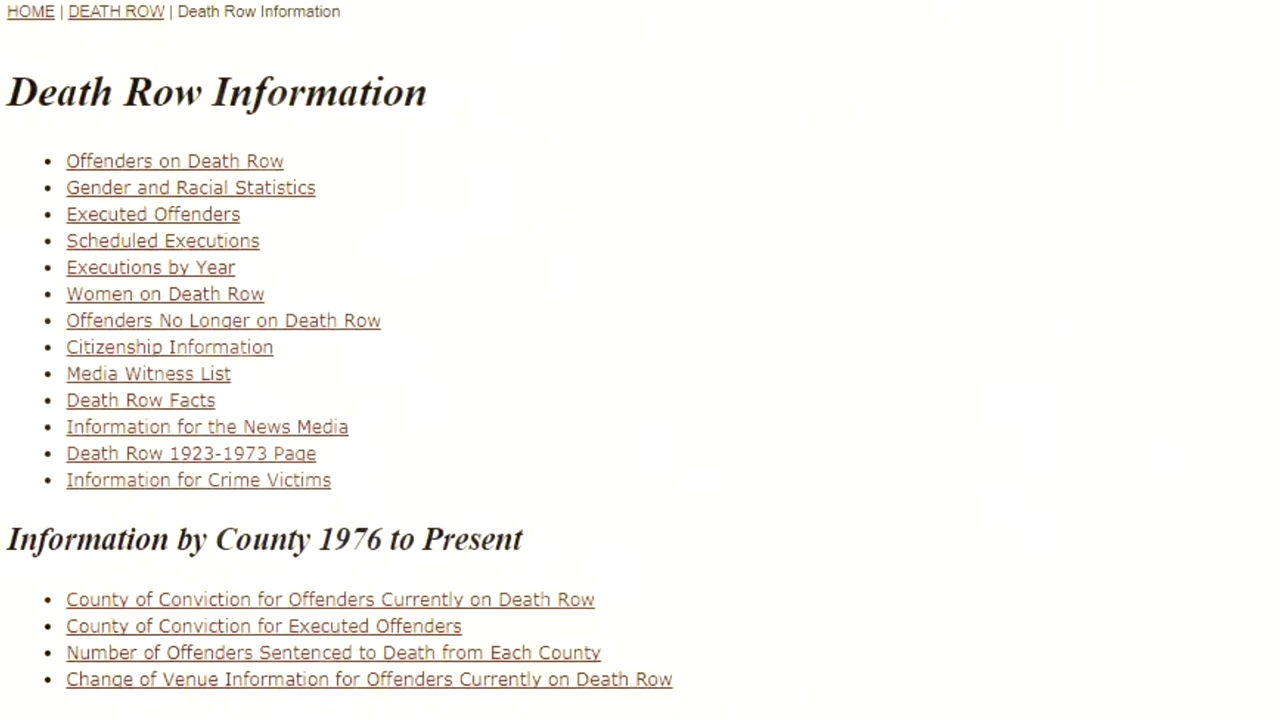 HOME | DEATH ROW | Death Row Information
Death Row Information
• Offenders on Death Row
• Gender and Racial Statistics
• Executed Offenders
• Scheduled Executions
• Executions by Year
• Women on Death Row
• Offenders No Longer on Death Row
• Citizenship Information
• Media Witness List
• Death Row Facts
• Information for the News Media
• Death Row 1923-1973 Page
• Information for Crime Victims
Information by County 1976 to Present
• County of Conviction for Offenders Currently on Death Row
• County of Conviction for Executed Offenders
• Number of Offenders Sentenced to Death from Each County
• Change of Venue Information for Offenders Currently on Death Row